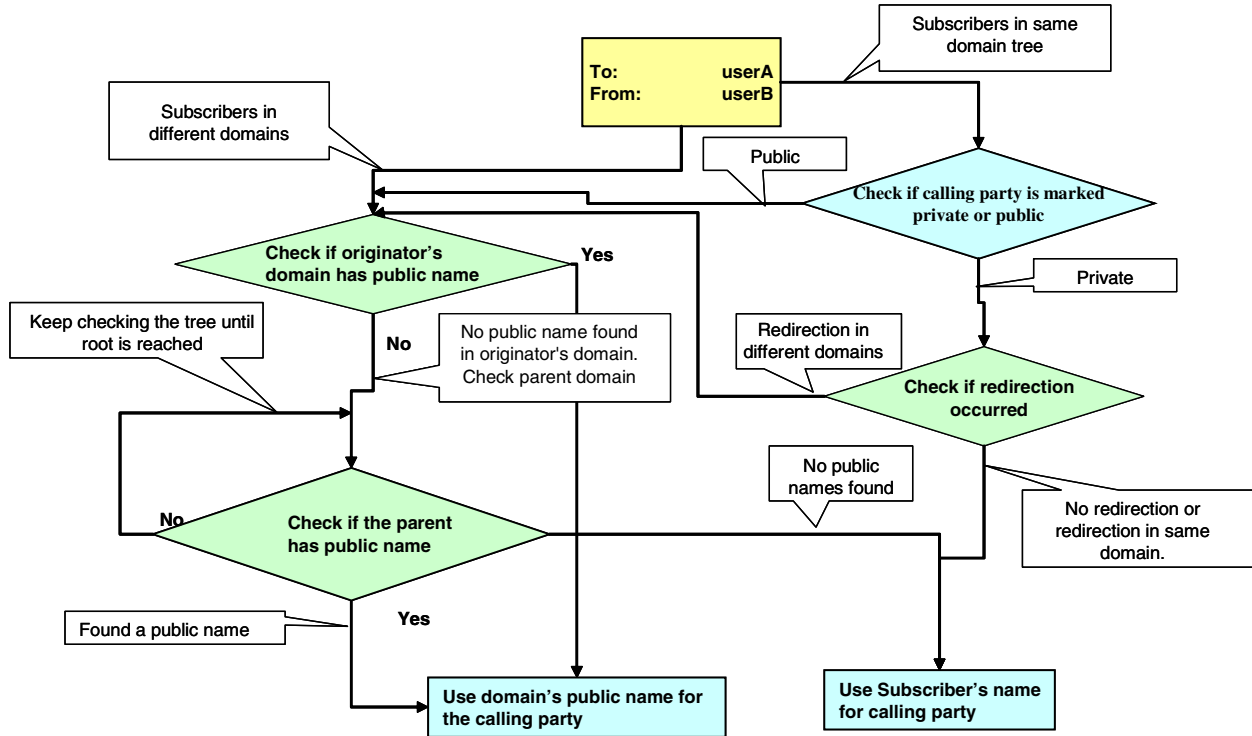 Subscribers in same
domain tree
To: userA
From: userB
Subscribers in
different domains
Public
Check if calling party is marked
private or public
Check if originator's
domain has public name
Yes
Private
Keep checking the tree until
root is reached
No
No public name found
in originator's domain.
Check parent domain
Redirection in
different domains
Check if redirection
occurred
No public
names found
No
Check if the parent
has public name
No redirection or
redirection in same
domain.
Found a public name
Yes
Use domain's public name for
the calling party
Use Subscriber's name
for calling party